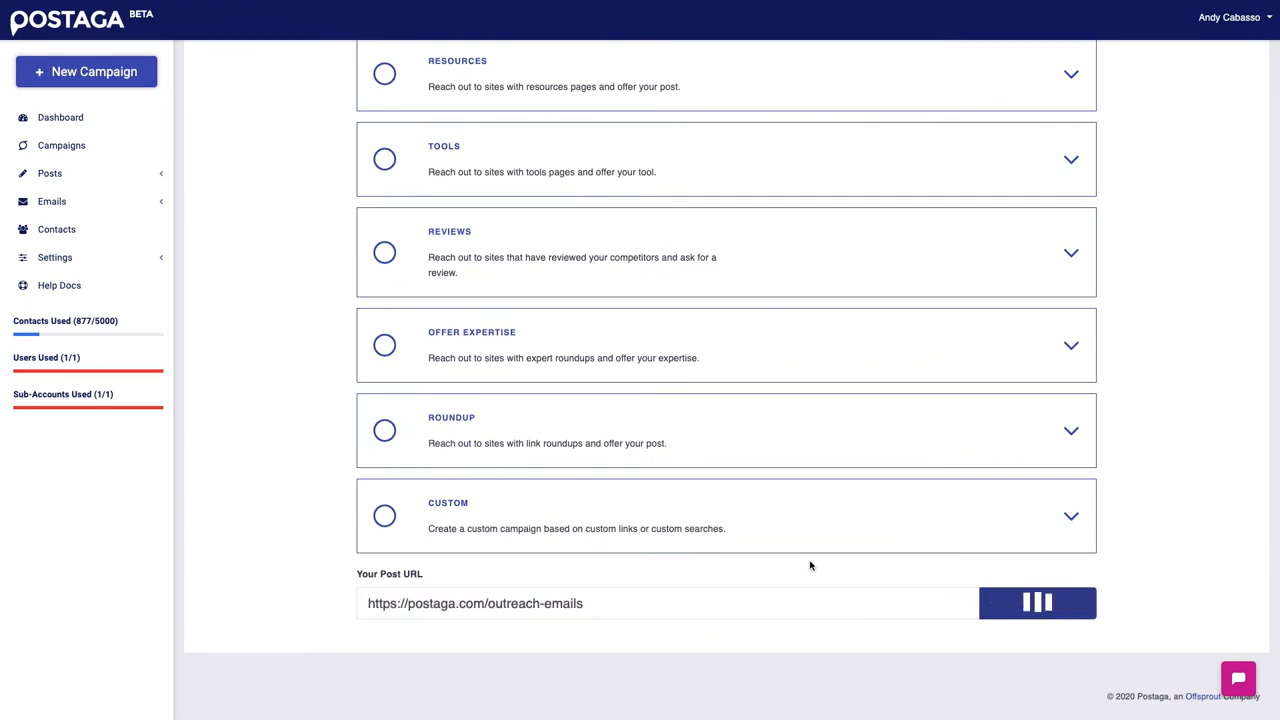 POSTAGA BETA
Andy Cabasso
+ New Campaign
Dashboard
Campaigns
Posts
Emails
Contacts
Settings
Help Docs
Contacts Used (877/5000)
Users Used (1/1)
Sub-Accounts Used (1/1)
RESOURCES
Reach out to sites with resources pages and offer your post.
TOOLS
Reach out to sites with tools pages and offer your tool.
REVIEWS
Reach out to sites that have reviewed your competitors and ask for a
review.
OFFER EXPERTISE
Reach out to sites with expert roundups and offer your expertise.
ROUNDUP
Reach out to sites with link roundups and offer your post.
CUSTOM
Create a custom campaign based on custom links or custom searches.
Your Post URL
https://postaga.com/outreach-emails
© 2020 Postaga, an Offsprout Company